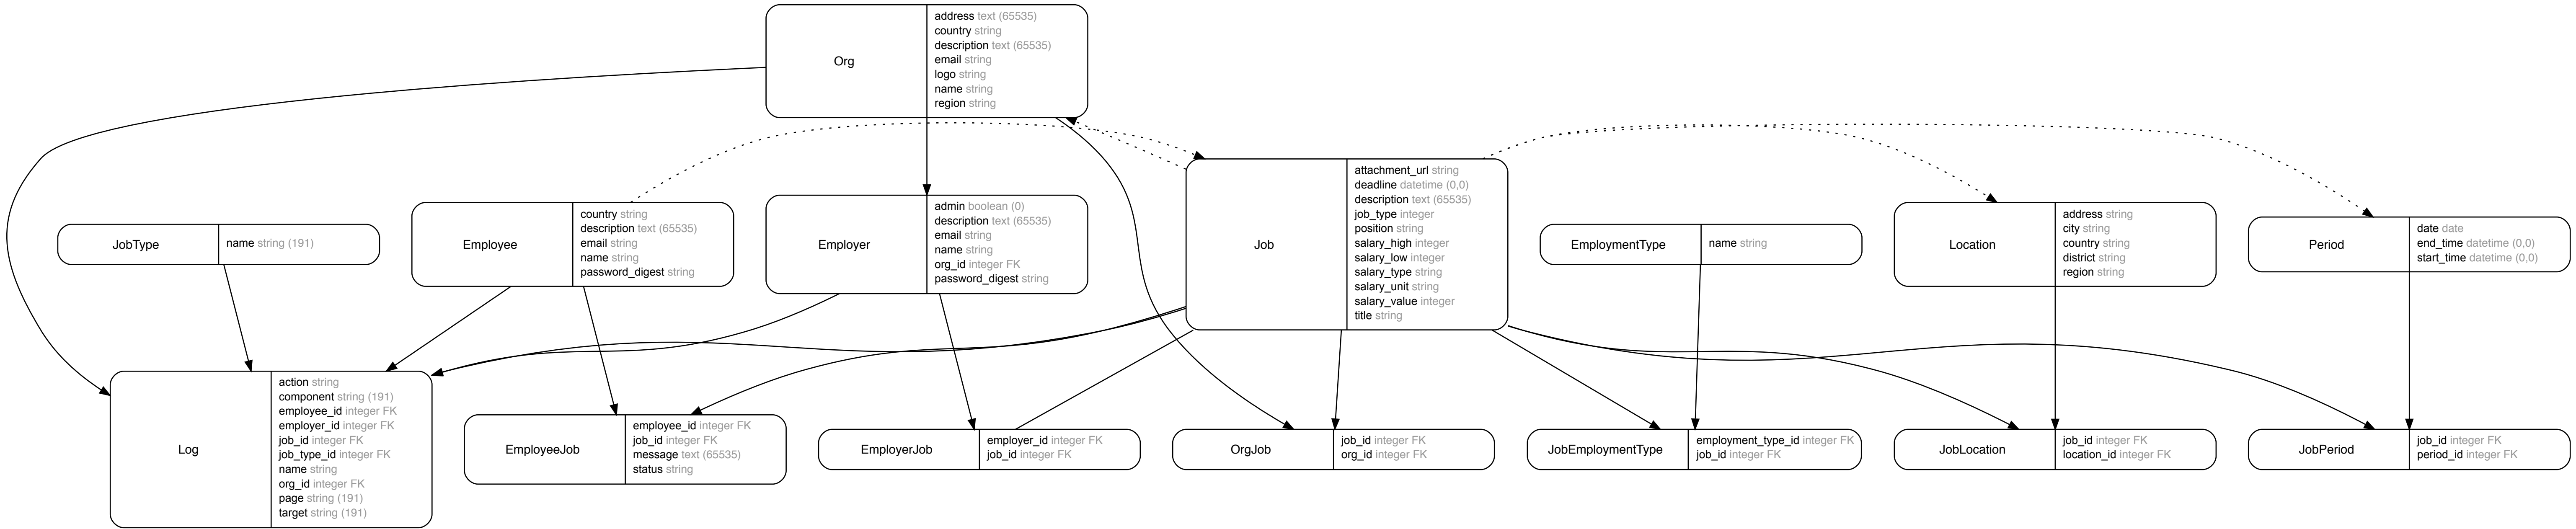 Org
address text (65535)
country string
description text (65535)
email string
logo string
name string
region string
JobType
name string (191)
Employee
country string
description text (65535)
email string
name string
password_digest string
Employer
admin boolean (0)
description text (65535)
email string
name string
org_id integer FK
password_digest string
Job
attachment_url string
deadline datetime (0,0)
description text (65535)
job_type integer
position string
salary_high integer
salary_low integer
salary_type string
salary_unit string
salary_value integer
title string
EmploymentType
name string
Location
address string
city string
country string
district string
region string
Period
date date
end_time datetime (0,0)
start_time datetime (0,0)
Log
action string
component string (191)
employee_id integer FK
employer_id integer FK
job_id integer FK
job_type_id integer FK
name string
org_id integer FK
page string (191)
target string (191)
EmployeeJob
employee_id integer FK
job_id integer FK
message text (65535)
status string
EmployerJob
employer_id integer FK
job_id integer FK
OrgJob
job_id integer FK
org_id integer FK
JobEmploymentType
employment_type_id integer FK
job_id integer FK
JobLocation
job_id integer FK
location_id integer FK
JobPeriod
job_id integer FK
period_id integer FK